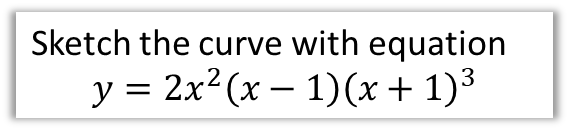 Sketch the curve with equation
y = 2x²(x − 1)(x + 1)³